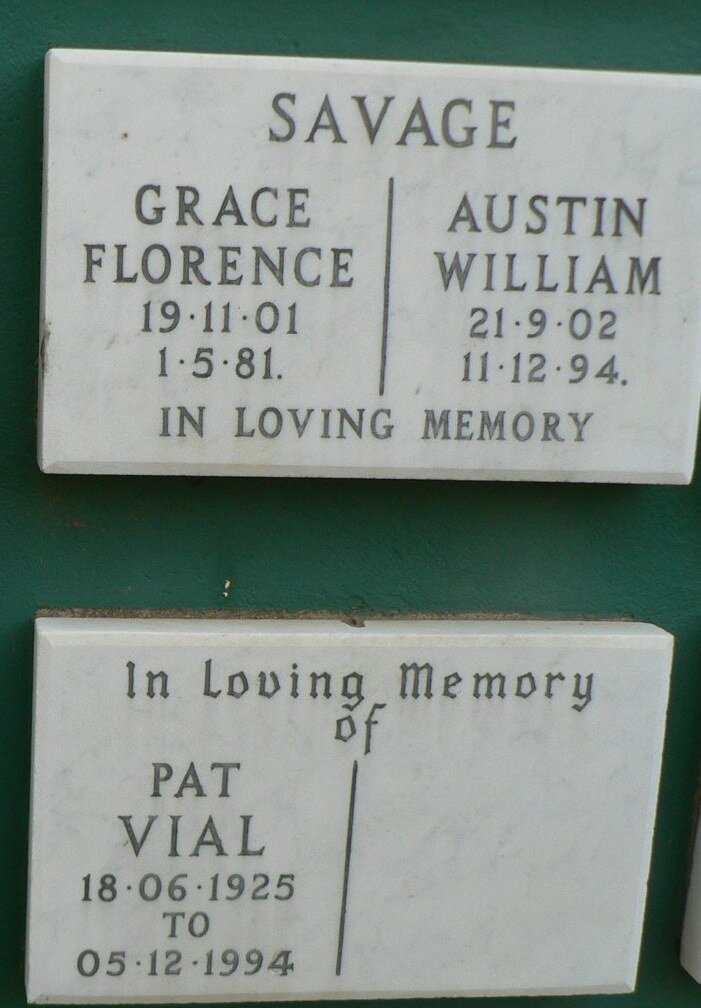 SAVAGE
GRACE
FLORENCE
19·11·01
1·5·81.
AUSTIN
WILLIAM
21·9·02
11·12·94.
IN LOVING MEMORY
In Loving Memory
of
PAT
VIAL
18·06·1925
TO
05·12·1994